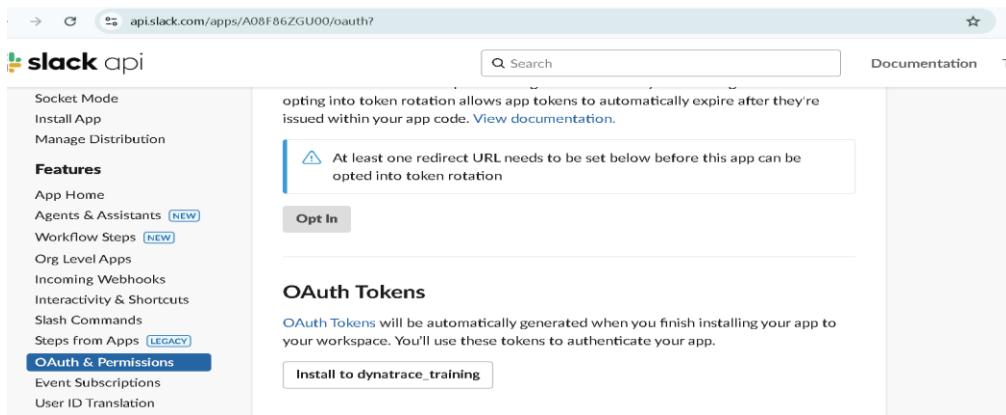 api.slack.com/apps/A08F86ZGU00/oauth?
slack api
Search
Documentation
Socket Mode
Install App
Manage Distribution
Features
App Home
Agents & Assistants NEW
Workflow Steps NEW
Org Level Apps
Incoming Webhooks
Interactivity & Shortcuts
Slash Commands
Steps from Apps LEGACY
OAuth & Permissions
Event Subscriptions
User ID Translation
opting into token rotation allows app tokens to automatically expire after they're
issued within your app code. View documentation.
At least one redirect URL needs to be set below before this app can be
opted into token rotation
Opt In
OAuth Tokens
OAuth Tokens will be automatically generated when you finish installing your app to
your workspace. You'll use these tokens to authenticate your app.
Install to dynatrace_training